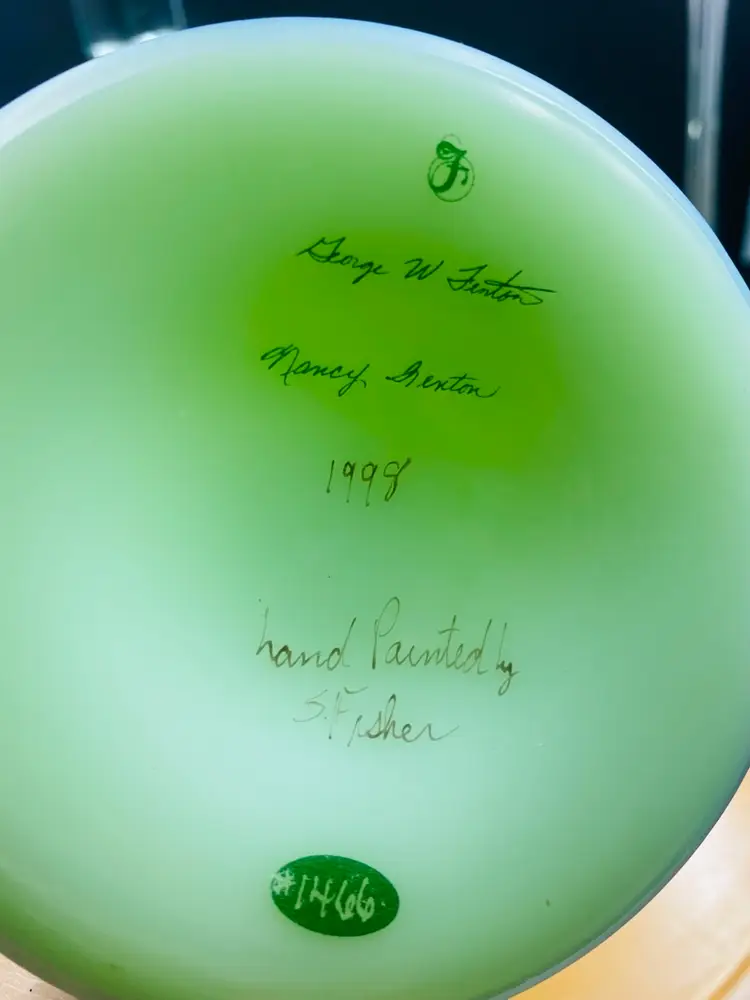 F
George W Fenton
Nancy Fenton
1998
hand Painted by
S. Fisher
#1466